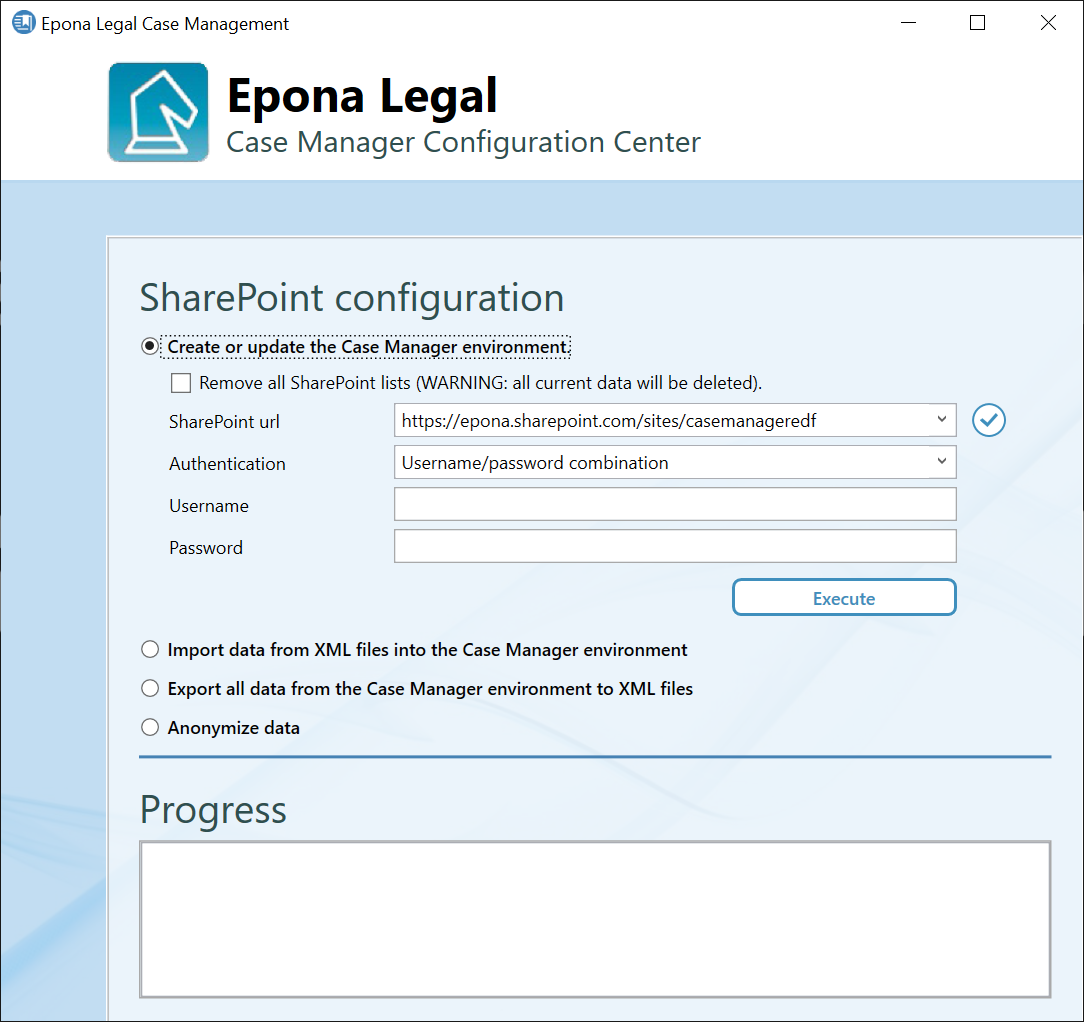 Epona Legal Case Management
Epona Legal
Case Manager Configuration Center
SharePoint configuration
Create or update the Case Manager environment.
Remove all SharePoint lists (WARNING: all current data will be deleted).
SharePoint url https://epona.sharepoint.com/sites/casemanageredf
Authentication Username/password combination
Username
Password
Execute
Import data from XML files into the Case Manager environment
Export all data from the Case Manager environment to XML files
Anonymize data
Progress